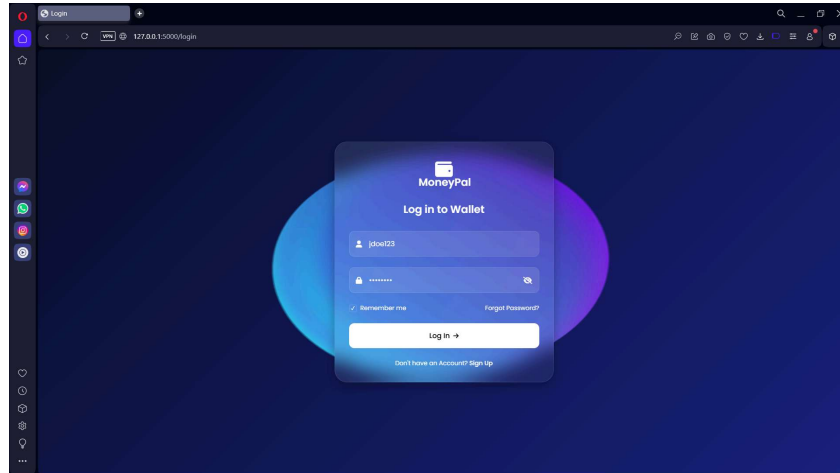 Login
VPN
127.0.0.1:5000/login
MoneyPal
Log in to Wallet
jdoe123
••••••••
Remember me
Forgot Password?
Log In →
Don't have an Account? Sign Up